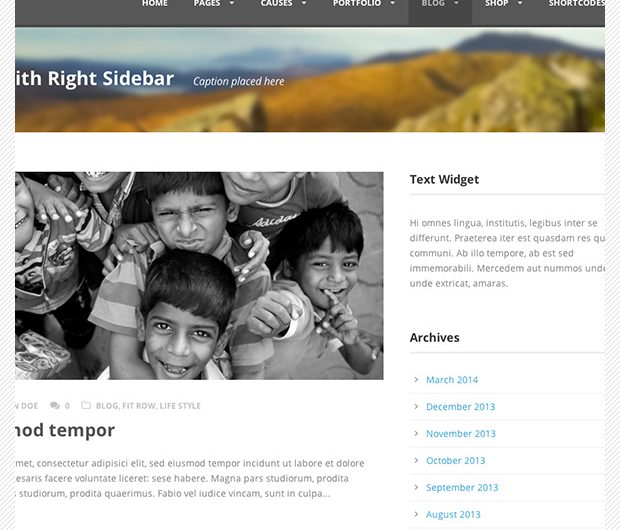 HOME PAGES CAUSES PORTFOLIO BLOG SHOP SHORTCODES
ith Right Sidebar Caption placed here
N DOE 0 BLOG, FIT ROW, LIFE STYLE
mod tempor
met, consectetur adipisici elit, sed eiusmod tempor incidunt ut labore et dolore
esaris facere voluntate liceret: sese habere. Magna pars studiorum, prodita
s studiorum, prodita quaerimus. Fabio vel iudice vincam, sunt in culpa...
Text Widget
Hi omnes lingua, institutis, legibus inter se
differunt. Praeterea iter est quasdam res qu
communi. Ab illo tempore, ab est sed
immemorabili. Mercedem aut nummos unde
unde extricat, amaras.
Archives
March 2014
December 2013
November 2013
October 2013
September 2013
August 2013